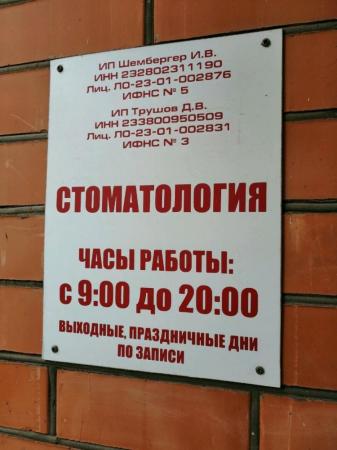 ИП Шембергер И.В.
ИНН 232802311190
Лиц. ЛО-23-01-002876
ИФНС № 5
ИП Трушов Д.В.
ИНН 233800950509
Лиц. ЛО-23-01-002831
ИФНС № 3
СТОМАТОЛОГИЯ
ЧАСЫ РАБОТЫ:
с 9:00 до 20:00
ВЫХОДНЫЕ, ПРАЗДНИЧНЫЕ ДНИ
ПО ЗАПИСИ